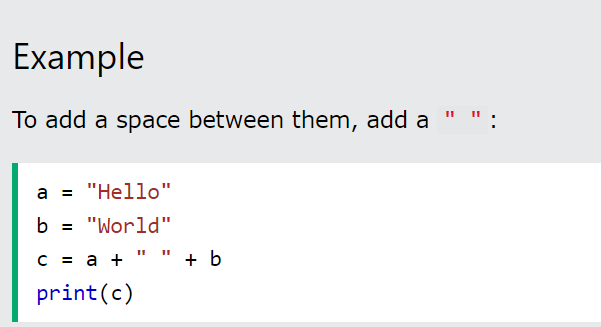 Example
To add a space between them, add a " ":
a = "Hello"
b = "World"
c = a + " " + b
print(c)